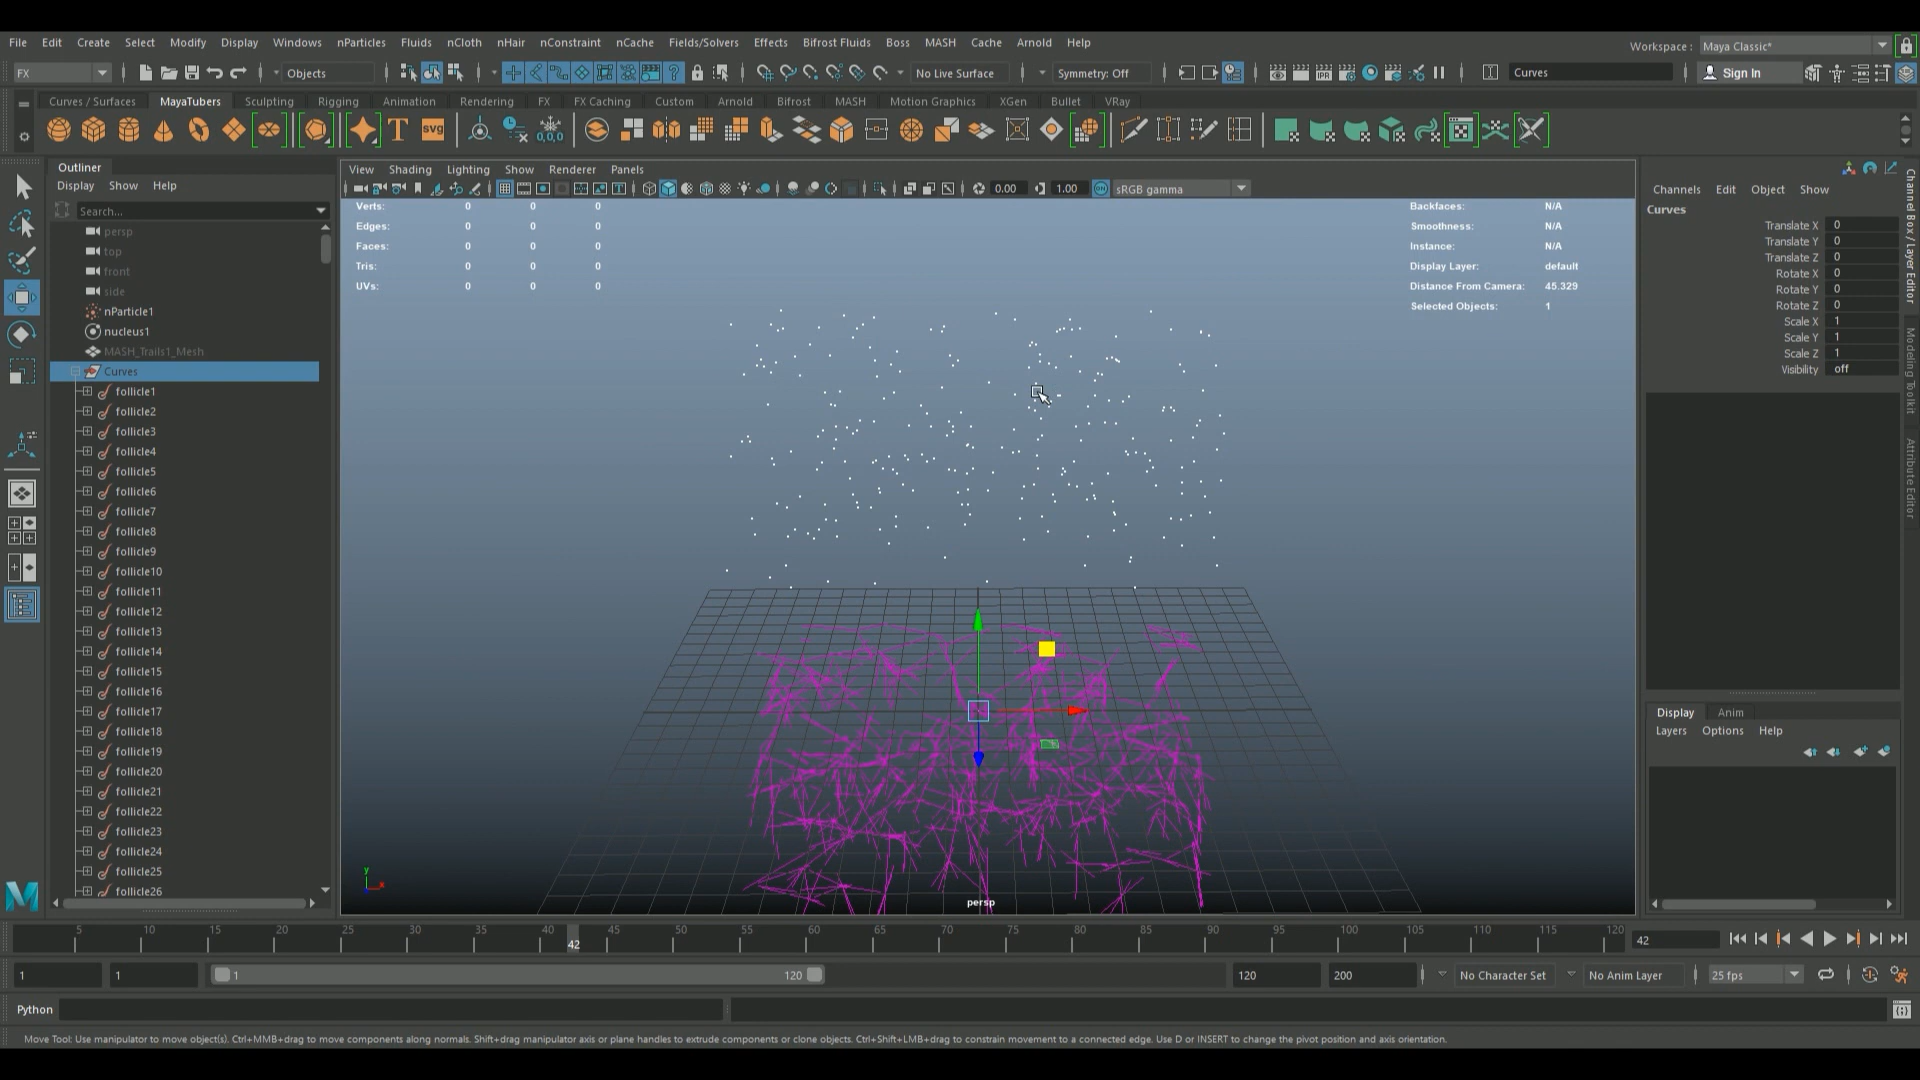 File Edit Create Select Modify Display Windows nParticles Fluids nCloth nHair nConstraint nCache Fields/Solvers Effects Bifrost Fluids Boss MASH Cache Arnold Help
Workspace : Maya Classic*
FX Objects No Live Surface Symmetry: Off Curves Sign In
Curves / Surfaces MayaTubers Sculpting Rigging Animation Rendering FX FX Caching Custom Arnold Bifrost MASH Motion Graphics XGen Bullet VRay
T svg 0,0,0
Outliner
Display Show Help
Search...
persp
top
front
side
nParticle1
nucleus1
MASH_Trails1_Mesh
Curves
follicle1
follicle2
follicle3
follicle4
follicle5
follicle6
follicle7
follicle8
follicle9
follicle10
follicle11
follicle12
follicle13
follicle14
follicle15
follicle16
follicle17
follicle18
follicle19
follicle20
follicle21
follicle22
follicle23
follicle24
follicle25
follicle26
View Shading Lighting Show Renderer Panels
0.00 1.00 sRGB gamma
Verts: 0 0 0
Edges: 0 0 0
Faces: 0 0 0
Tris: 0 0 0
UVs: 0 0 0
Backfaces: N/A
Smoothness: N/A
Instance: N/A
Display Layer: default
Distance From Camera: 45.329
Selected Objects: 1
y
x
persp
Channels Edit Object Show
Curves
Translate X 0
Translate Y 0
Translate Z 0
Rotate X 0
Rotate Y 0
Rotate Z 0
Scale X 1
Scale Y 1
Scale Z 1
Visibility off
Channel Box / Layer Editor
Modeling Toolkit
Attribute Editor
Display Anim
Layers Options Help
5 10 15 20 25 30 35 40 45 50 55 60 65 70 75 80 85 90 95 100 105 110 115 120
42
42
1 1 1 120 120 200 No Character Set No Anim Layer 25 fps
Python
Move Tool: Use manipulator to move object(s). Ctrl+MMB+drag to move components along normals. Shift+drag manipulator axis or plane handles to extrude components or clone objects. Ctrl+Shift+LMB+drag to constrain movement to a connected edge. Use D or INSERT to change the pivot position and axis orientation.